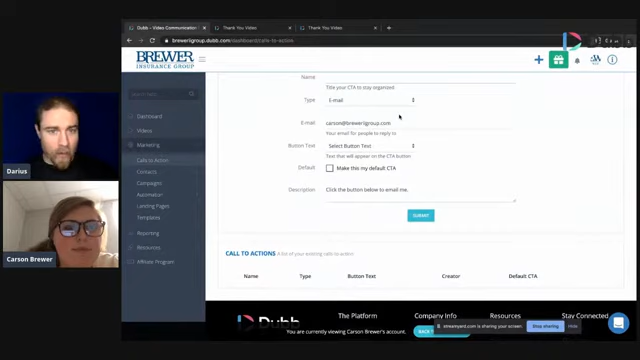 Dubb - Video Communication
Thank You Video
Thank You Video
brewerligroup.dubb.com/dashboard/calls-to-action
Dubb
BREWER
INSURANCE GROUP
Dashboard
Videos
Marketing
Calls to Action
Contacts
Campaigns
Automation
Landing Pages
Templates
Reporting
Resources
Affiliate Program
Name
Title your CTA to stay organized
Type
E-mail
E-mail
carson@brewerligroup.com
Your email for people to reply to
Button Text
Select Button Text
Text that will appear on the CTA button
Default
Make this my default CTA
Description
Click the button below to email me.
SUBMIT
CALL TO ACTIONS A list of your existing calls to action
Name Type Button Text Creator Default CTA
Darius
Carson Brewer
Dubb
The Platform
Company Info
Resources
Stay Connected
You are currently viewing Carson Brewer's account.
BACK
streamyard.com is sharing your screen.
Stop sharing
Hide